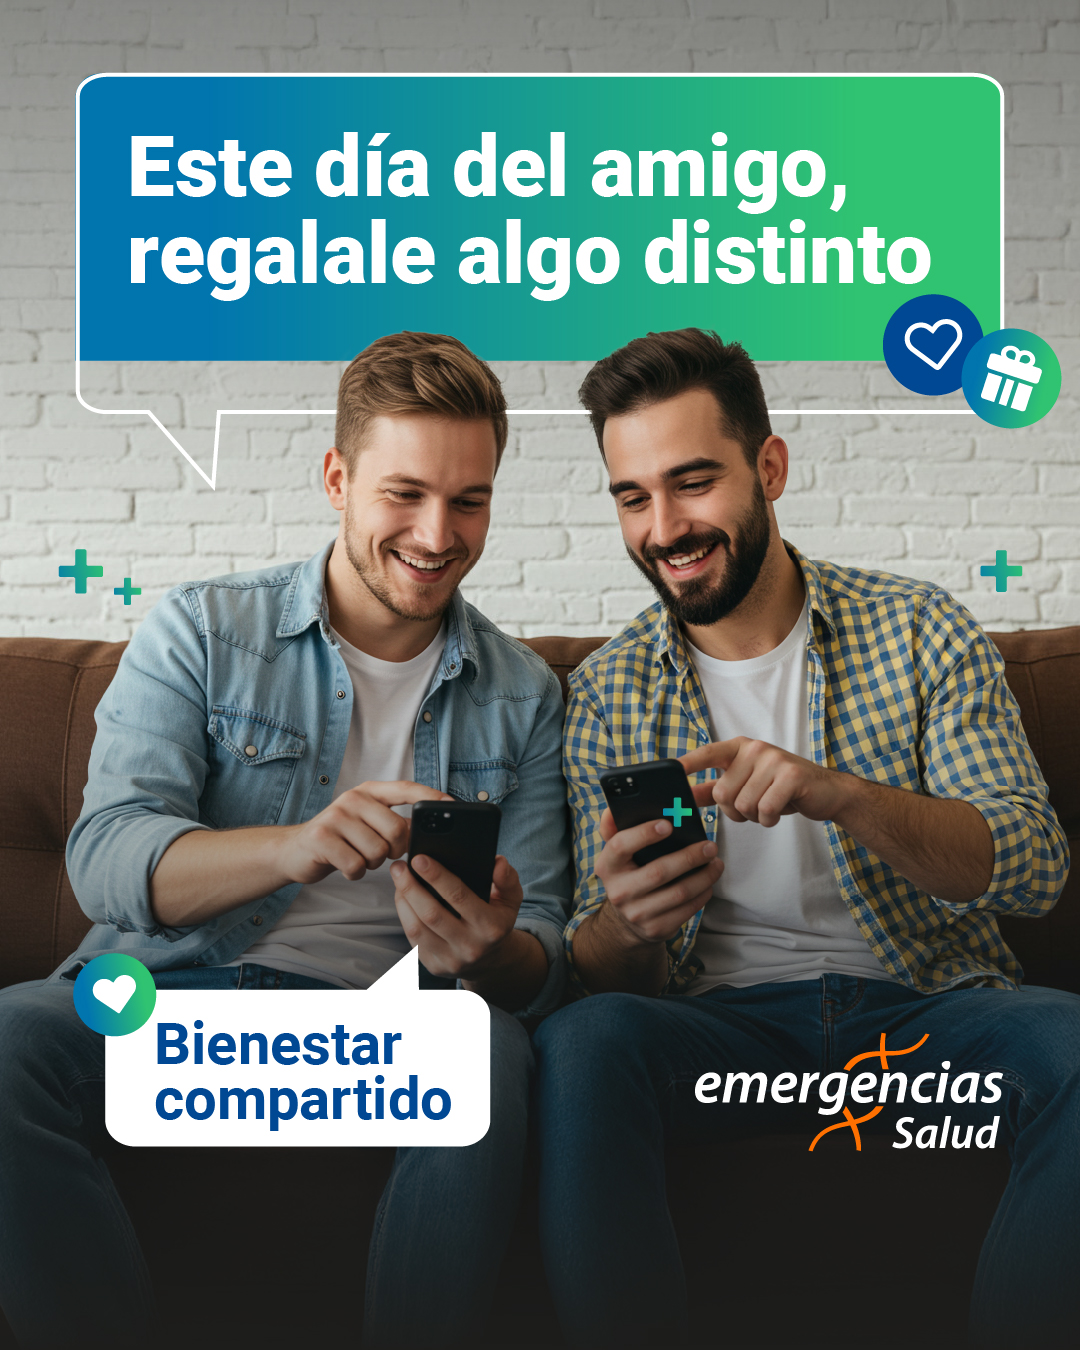 Este día del amigo,
regalale algo distinto
Bienestar
compartido
emergencias
Salud